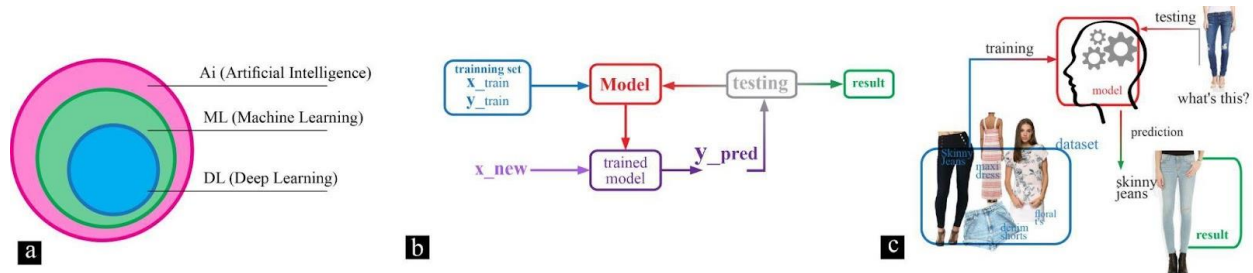 Ai (Artificial Intelligence)
ML (Machine Learning)
DL (Deep Learning)
a
trainning set
x_train
y_train
Model
testing
result
x_new
trained
model
y_pred
b
training
testing
model
what's this?
prediction
dataset
Skinny
Jeans
maxi
dress
floral
t's
denim
shorts
skinny
jeans
result
c